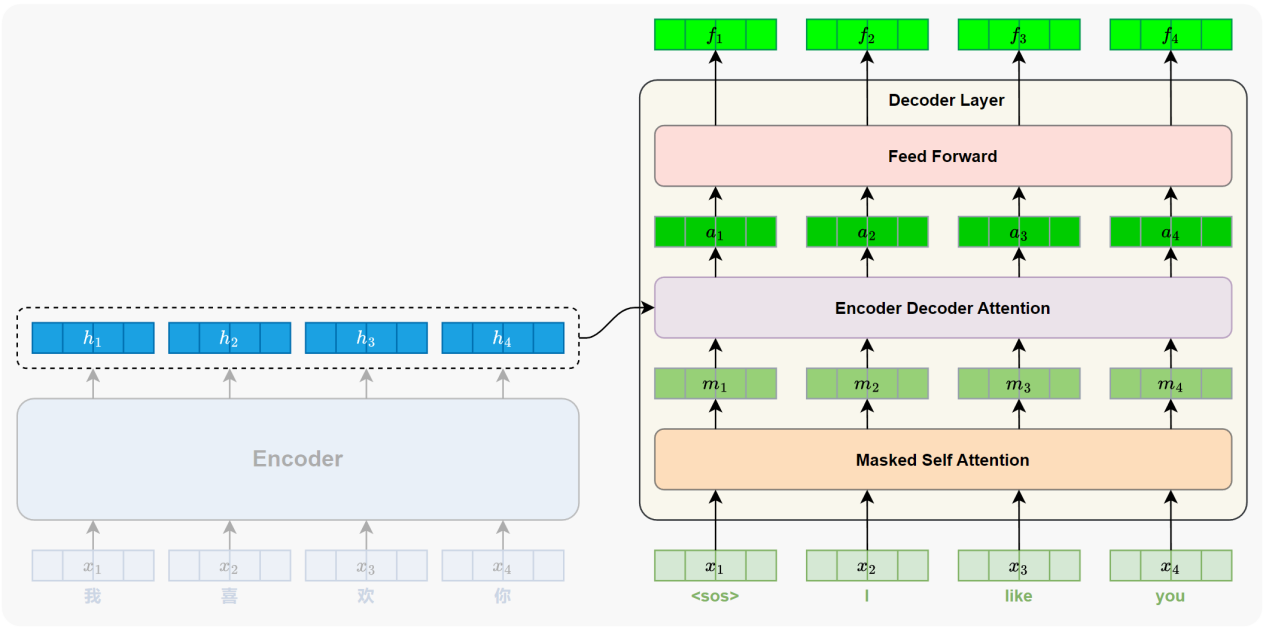 f₁ f₂ f₃ f₄
Decoder Layer
Feed Forward
a₁ a₂ a₃ a₄
Encoder Decoder Attention
h₁ h₂ h₃ h₄
m₁ m₂ m₃ m₄
Encoder
Masked Self Attention
x₁ x₂ x₃ x₄
我 喜 欢 你
x₁ x₂ x₃ x₄
<sos> I like you